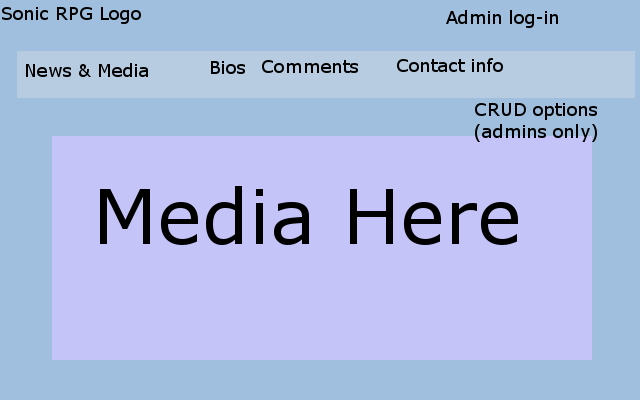 Sonic RPG Logo
Admin log-in
News & Media
Bios
Comments
Contact info
CRUD options
(admins only)
Media Here